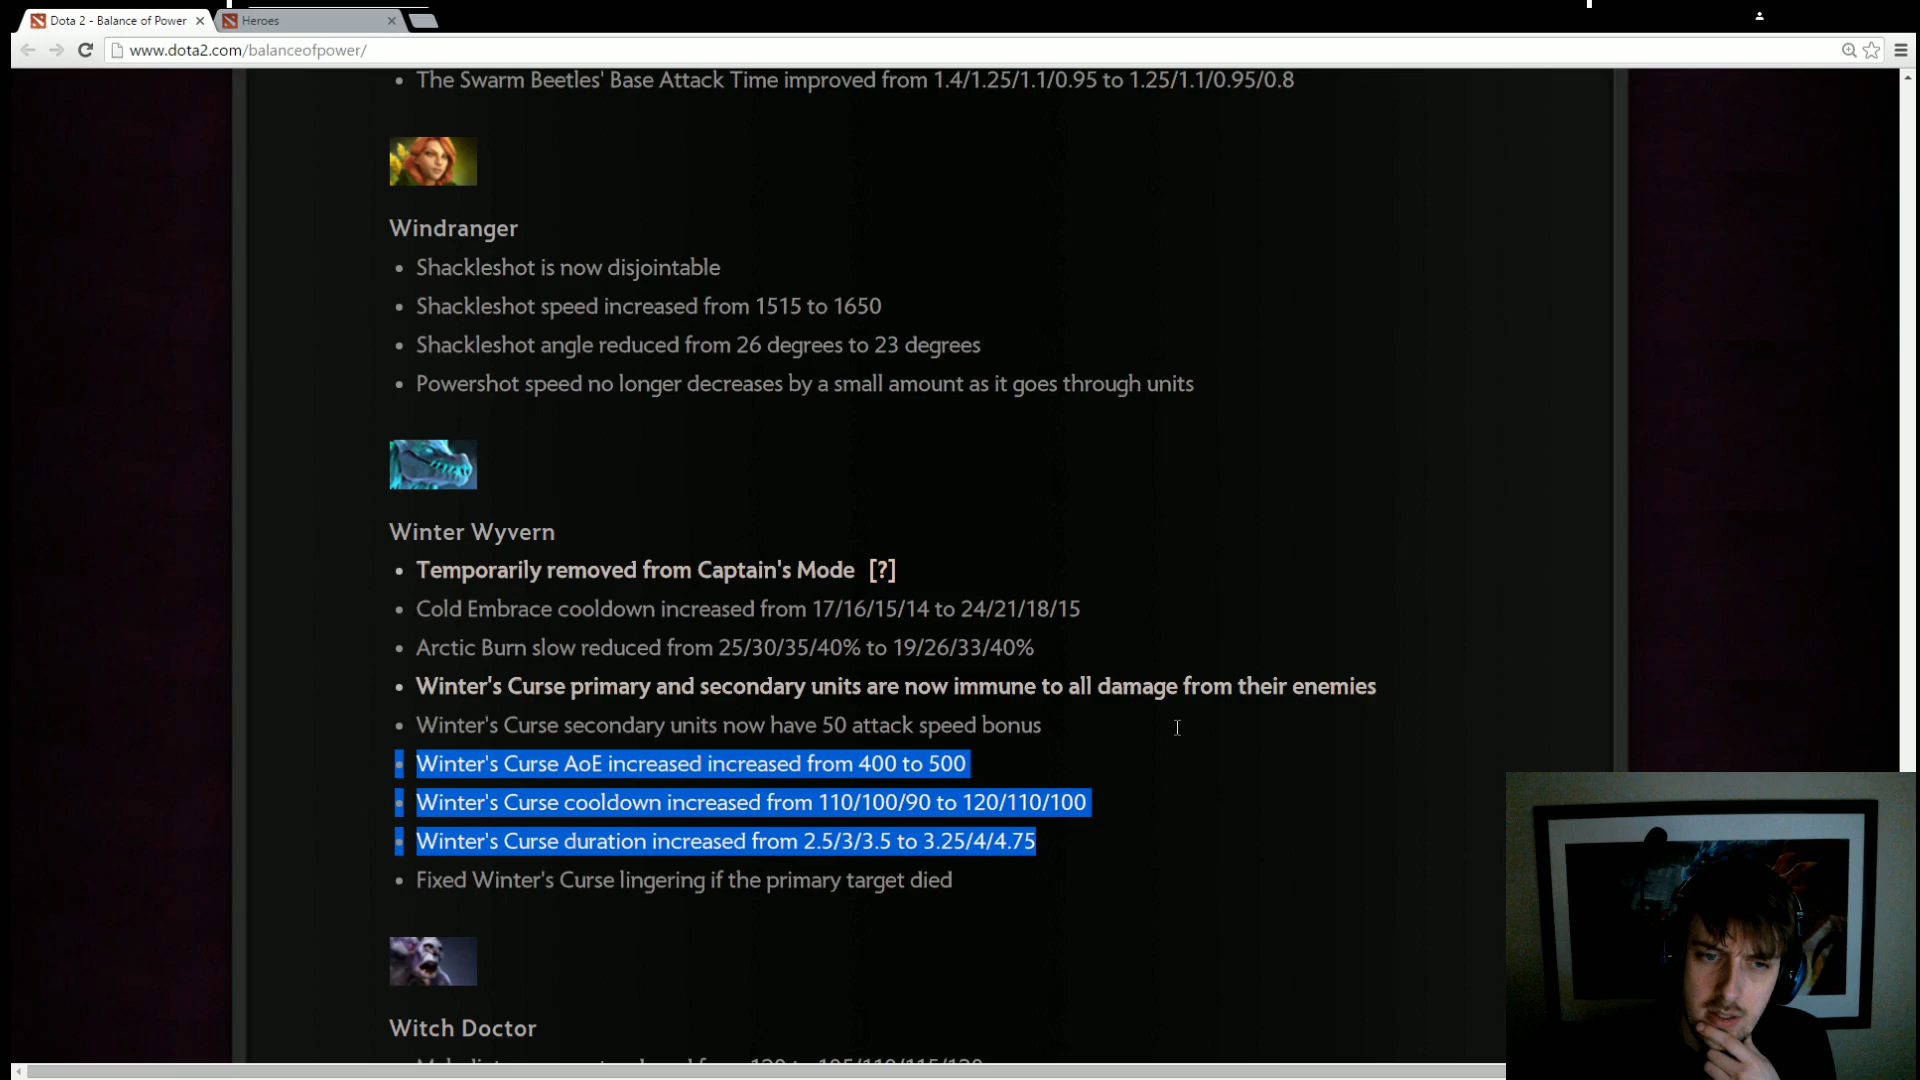 Dota 2 - Balance of Power
Heroes
www.dota2.com/balanceofpower/
The Swarm Beetles' Base Attack Time improved from 1.4/1.25/1.1/0.95 to 1.25/1.1/0.95/0.8
Windranger
Shackleshot is now disjointable
Shackleshot speed increased from 1515 to 1650
Shackleshot angle reduced from 26 degrees to 23 degrees
Powershot speed no longer decreases by a small amount as it goes through units
Winter Wyvern
Temporarily removed from Captain's Mode [?]
Cold Embrace cooldown increased from 17/16/15/14 to 24/21/18/15
Arctic Burn slow reduced from 25/30/35/40% to 19/26/33/40%
Winter's Curse primary and secondary units are now immune to all damage from their enemies
Winter's Curse secondary units now have 50 attack speed bonus
Winter's Curse AoE increased increased from 400 to 500
Winter's Curse cooldown increased from 110/100/90 to 120/110/100
Winter's Curse duration increased from 2.5/3/3.5 to 3.25/4/4.75
Fixed Winter's Curse lingering if the primary target died
Witch Doctor